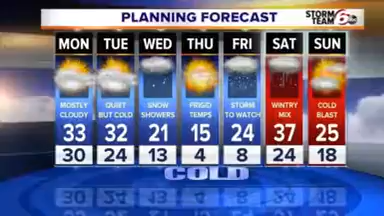 PLANNING FORECAST
STORM
TEAM 6
MON TUE WED THU FRI SAT SUN
MOSTLY CLOUDY QUIET BUT COLD SNOW SHOWERS FRIGID TEMPS STORM TO WATCH WINTRY MIX COLD BLAST
33 32 21 15 24 37 25
30 24 13 4 8 24 18
COLD